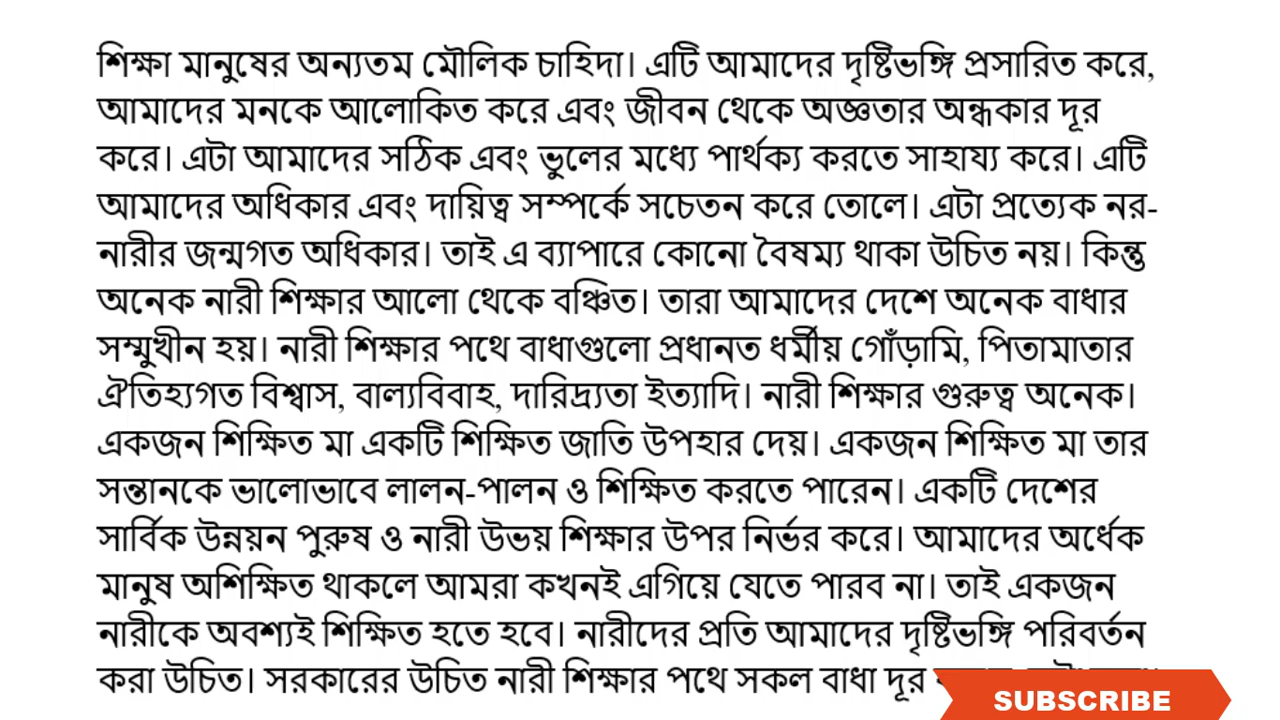 শিক্ষা মানুষের অন্যতম মৌলিক চাহিদা। এটি আমাদের দৃষ্টিভঙ্গি প্রসারিত করে,
আমাদের মনকে আলোকিত করে এবং জীবন থেকে অজ্ঞতার অন্ধকার দূর
করে। এটা আমাদের সঠিক এবং ভুলের মধ্যে পার্থক্য করতে সাহায্য করে। এটি
আমাদের অধিকার এবং দায়িত্ব সম্পর্কে সচেতন করে তোলে। এটা প্রত্যেক নর-
নারীর জন্মগত অধিকার। তাই এ ব্যাপারে কোনো বৈষম্য থাকা উচিত নয়। কিন্তু
অনেক নারী শিক্ষার আলো থেকে বঞ্চিত। তারা আমাদের দেশে অনেক বাধার
সম্মুখীন হয়। নারী শিক্ষার পথে বাধাগুলো প্রধানত ধর্মীয় গোঁড়ামি, পিতামাতার
ঐতিহ্যগত বিশ্বাস, বাল্যবিবাহ, দারিদ্র্যতা ইত্যাদি। নারী শিক্ষার গুরুত্ব অনেক।
একজন শিক্ষিত মা একটি শিক্ষিত জাতি উপহার দেয়। একজন শিক্ষিত মা তার
সন্তানকে ভালোভাবে লালন-পালন ও শিক্ষিত করতে পারেন। একটি দেশের
সার্বিক উন্নয়ন পুরুষ ও নারী উভয় শিক্ষার উপর নির্ভর করে। আমাদের অর্ধেক
মানুষ অশিক্ষিত থাকলে আমরা কখনই এগিয়ে যেতে পারব না। তাই একজন
নারীকে অবশ্যই শিক্ষিত হতে হবে। নারীদের প্রতি আমাদের দৃষ্টিভঙ্গি পরিবর্তন
করা উচিত। সরকারের উচিত নারী শিক্ষার পথে সকল বাধা দূর
SUBSCRIBE